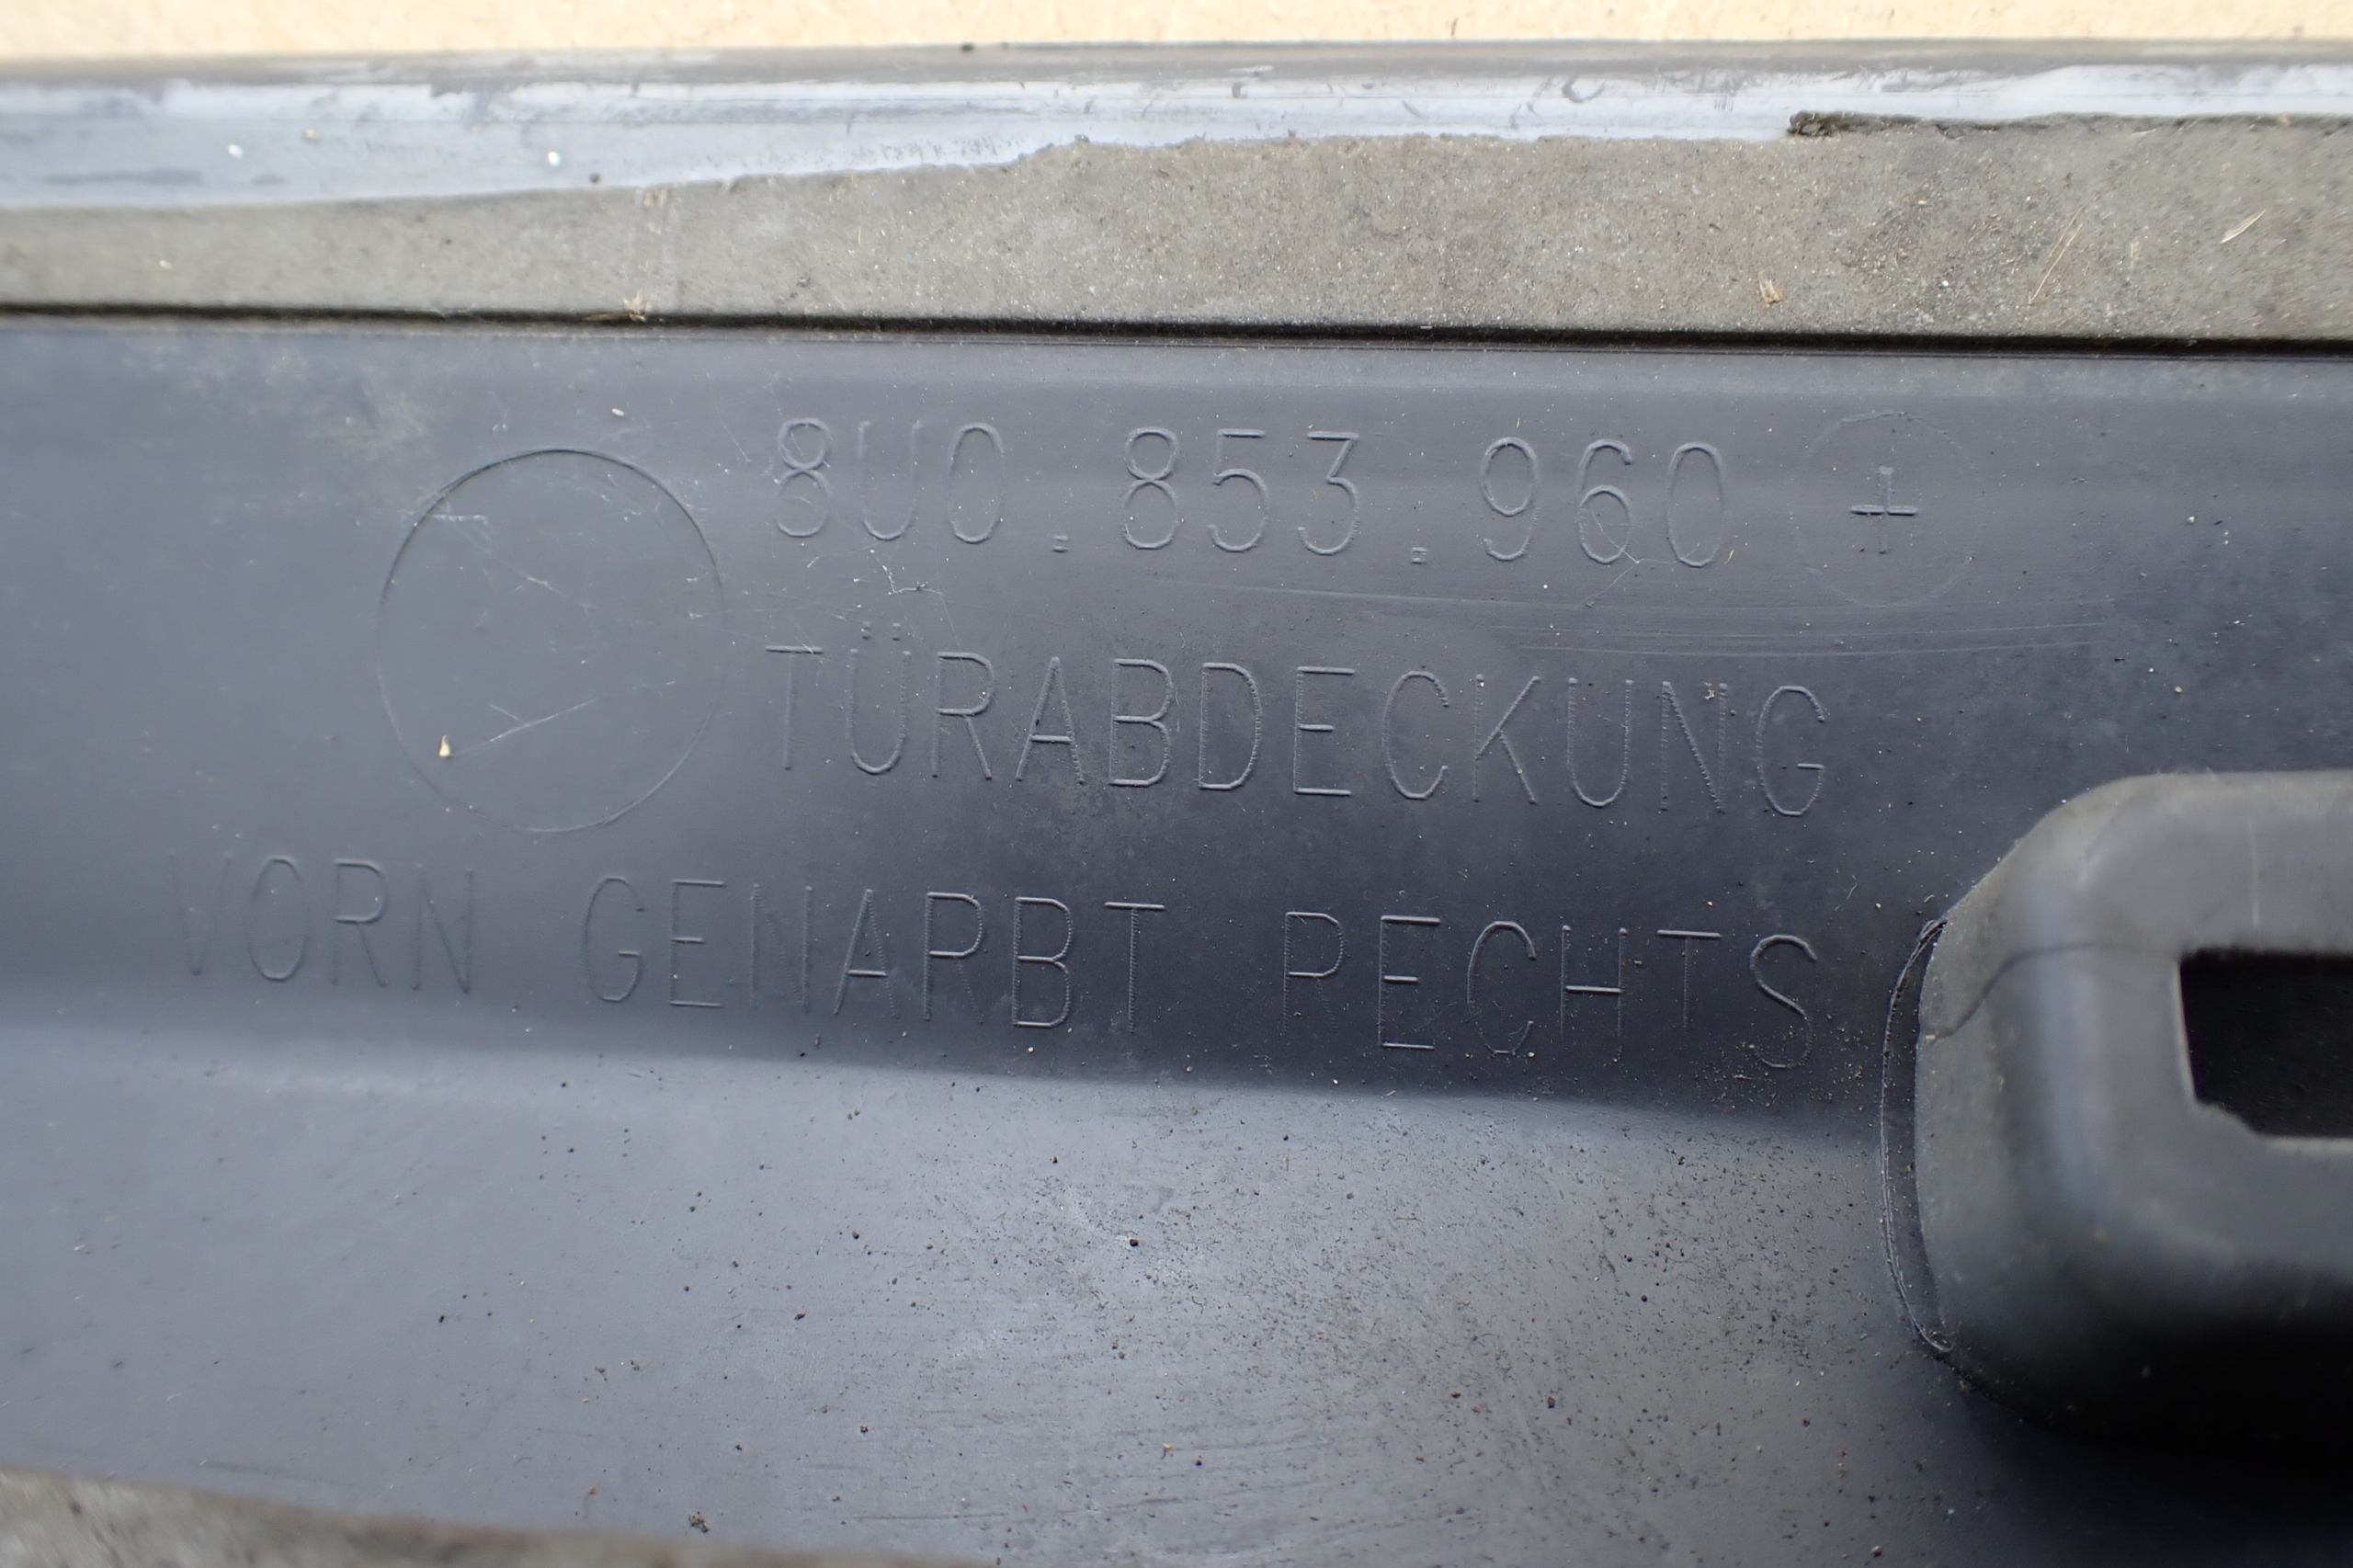 8U0.853.960 +
TÜRABDECKUNG
VORN GENARBT RECHTS